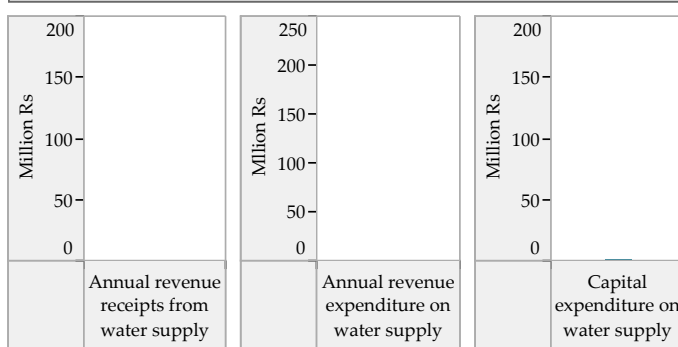 200
150
100
50
0
Million Rs
Annual revenue
receipts from
water supply
250
200
150
100
50
0
MIlion Rs
Annual revenue
expenditure on
water supply
200
150
100
50
0
Million Rs
Capital
expenditure on
water supply